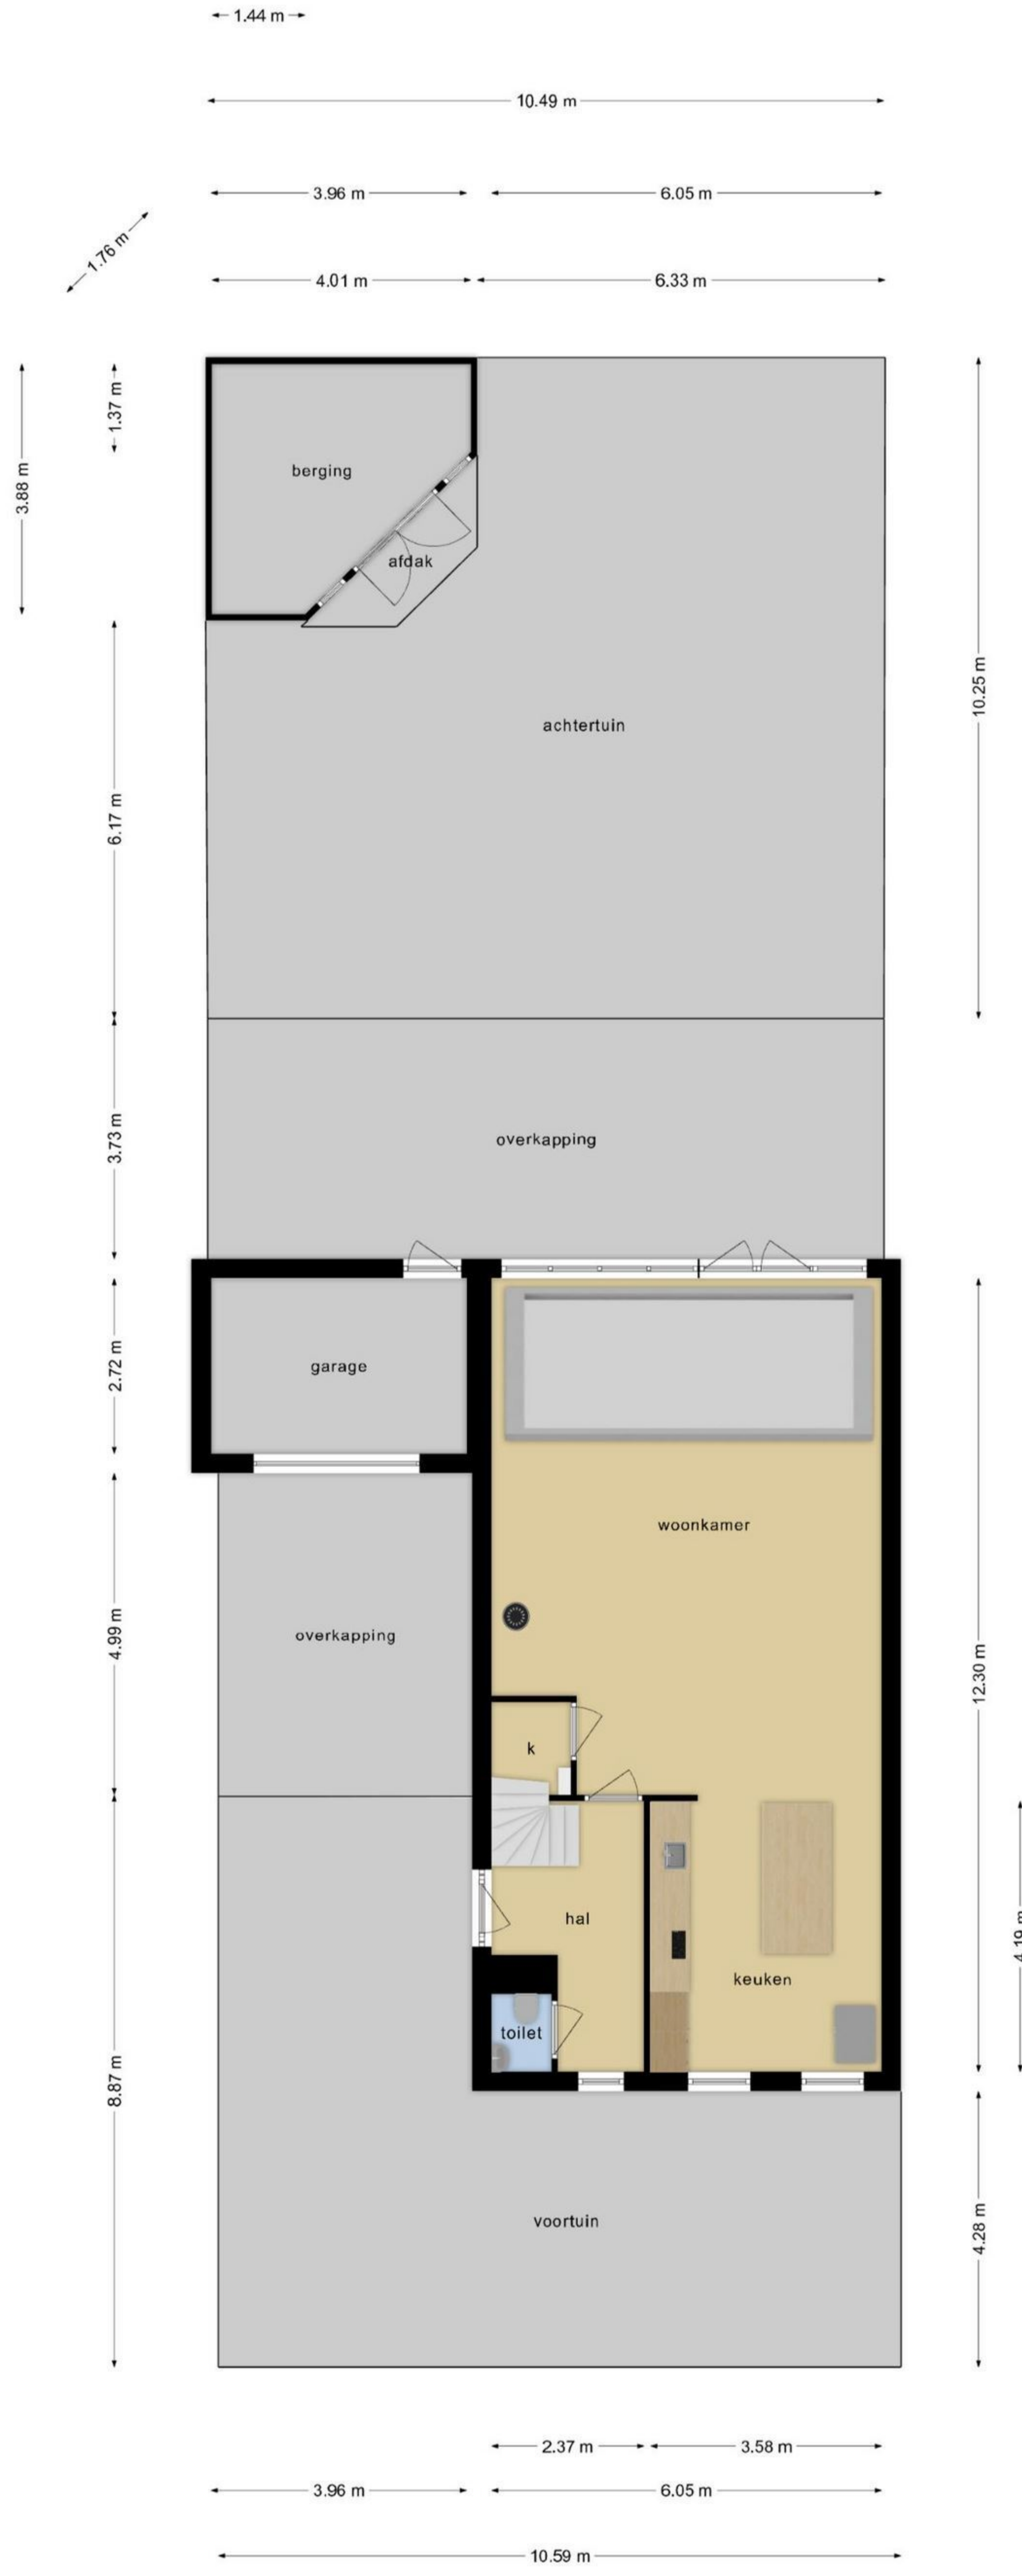 1.44 m
10.49 m
3.96 m
6.05 m
1.76 m
4.01 m
6.33 m
1.37 m
3.88 m
berging
afdak
10.25 m
achtertuin
6.17 m
3.73 m
overkapping
2.72 m
garage
woonkamer
4.99 m
overkapping
12.30 m
k
hal
4.19 m
keuken
toilet
8.87 m
voortuin
4.28 m
2.37 m
3.58 m
3.96 m
6.05 m
10.59 m